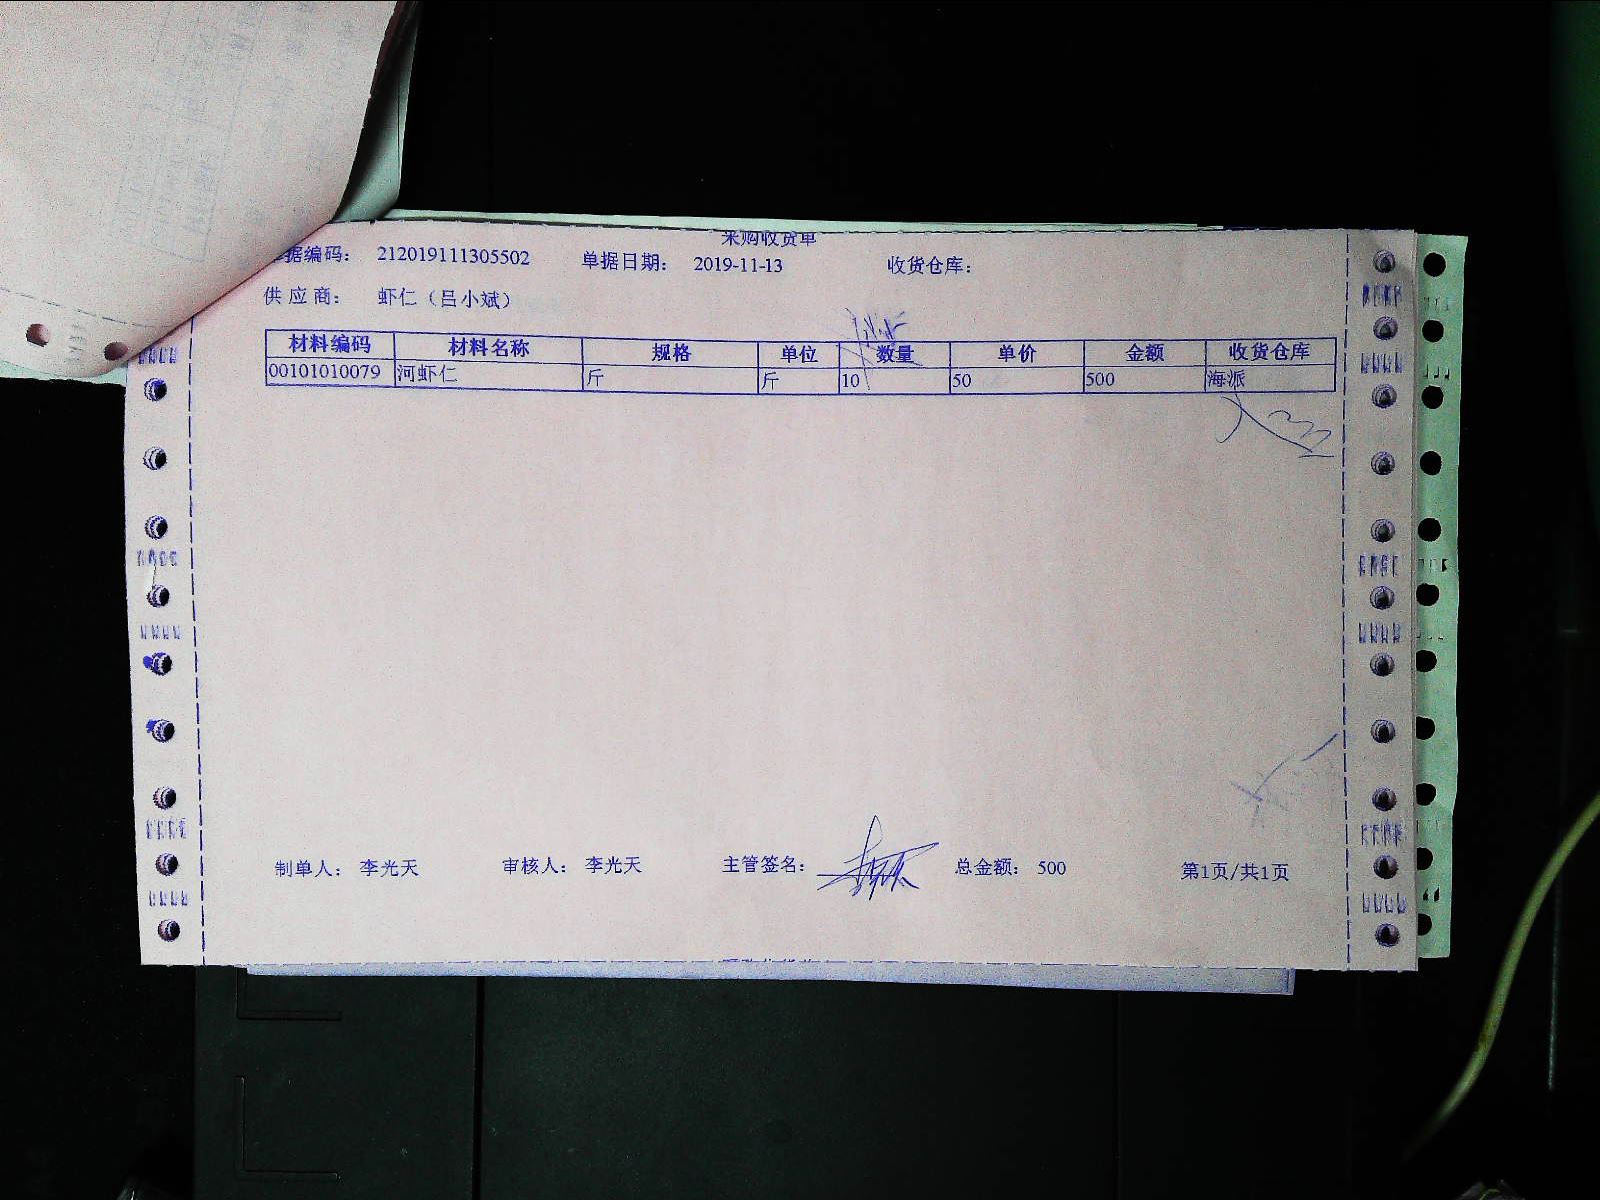 采购收货单
据编码： 212019111305502 单据日期： 2019-11-13 收货仓库：
供应商： 虾仁（吕小斌）
材料编码 材料名称 规格 单位 数量 单价 金额 收货仓库
00101010079 河虾仁 斤 斤 10 50 500 海派
制单人： 李光天 审核人： 李光天 主管签名： 总金额： 500 第1页/共1页